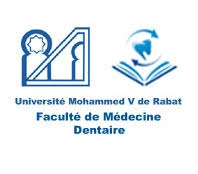 Université Mohammed V de Rabat
Faculté de Médecine
Dentaire